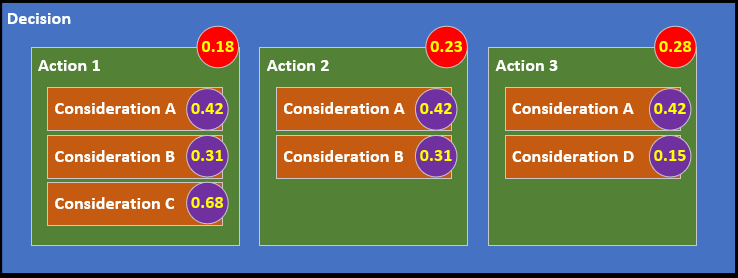 Decision
0.18
0.23
0.28
Action 1
Action 2
Action 3
Consideration A 0.42
Consideration A 0.42
Consideration A 0.42
Consideration B 0.31
Consideration B 0.31
Consideration D 0.15
Consideration C 0.68